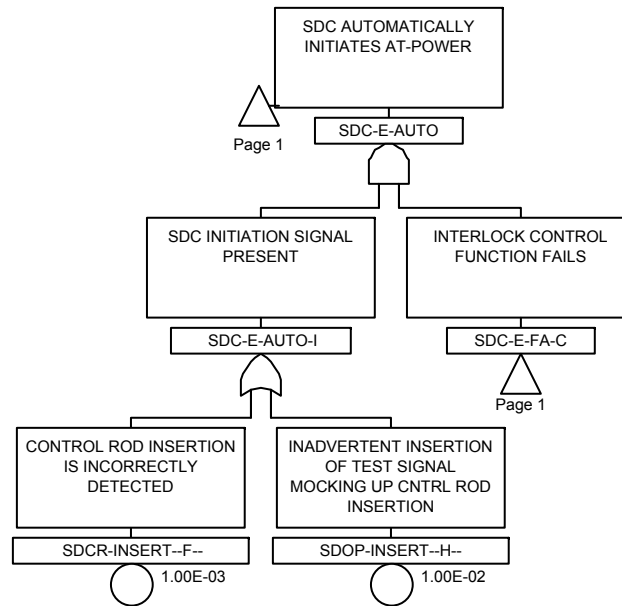 SDC AUTOMATICALLY
INITIATES AT-POWER
Page 1
SDC-E-AUTO
SDC INITIATION SIGNAL
PRESENT
INTERLOCK CONTROL
FUNCTION FAILS
SDC-E-AUTO-I
SDC-E-FA-C
Page 1
CONTROL ROD INSERTION
IS INCORRECTLY
DETECTED
INADVERTENT INSERTION
OF TEST SIGNAL
MOCKING UP CNTRL ROD
INSERTION
SDCR-INSERT--F--
1.00E-03
SDOP-INSERT--H--
1.00E-02